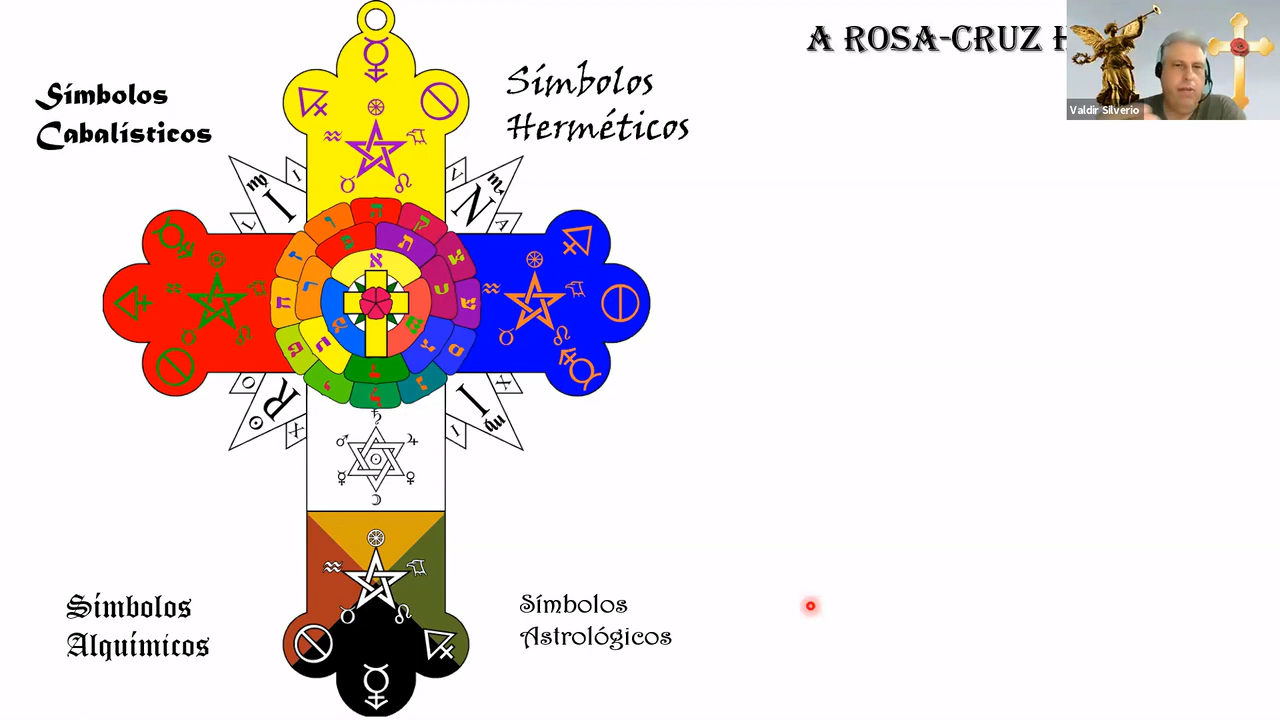 A ROSA-CRUZ H
Valdir Silverio
Símbolos
Cabalísticos
Símbolos
Herméticos
I
I
L
V
N
A
ה
ו
ק
פ
ת
ז
א
ח
ר
ש
R
O
X
I
X
I
Símbolos
Alquímicos
Símbolos
Astrológicos